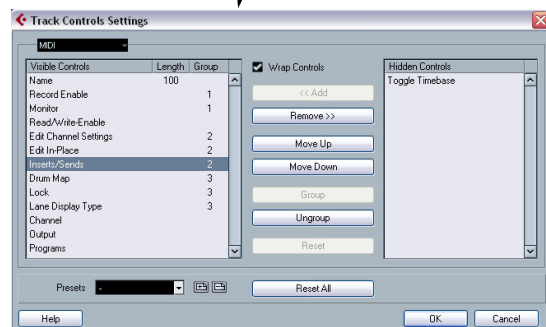 Track Controls Settings
MIDI
Visible Controls Length Group
Name 100
Record Enable 1
Monitor 1
Read/Write-Enable
Edit Channel Settings 2
Edit In-Place 2
Inserts/Sends 2
Drum Map 3
Lock 3
Lane Display Type 3
Channel
Output
Programs
Wrap Controls
<< Add
Remove >>
Move Up
Move Down
Group
Ungroup
Reset
Hidden Controls
Toggle Timebase
Presets -
Reset All
Help
OK
Cancel